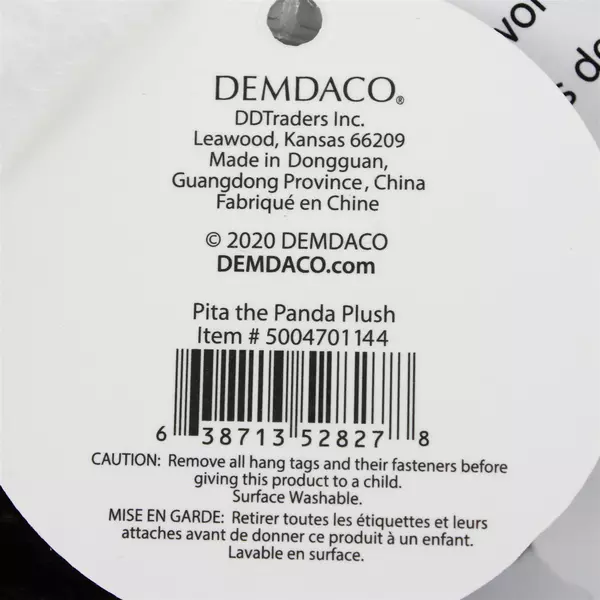 DEMDACO®
DDTraders Inc.
Leawood, Kansas 66209
Made in Dongguan,
Guangdong Province, China
Fabriqué en Chine
© 2020 DEMDACO
DEMDACO.com
Pita the Panda Plush
Item # 5004701144
6 38713 52827 8
CAUTION: Remove all hang tags and their fasteners before
giving this product to a child.
Surface Washable.
MISE EN GARDE: Retirer toutes les étiquettes et leurs
attaches avant de donner ce produit à un enfant.
Lavable en surface.